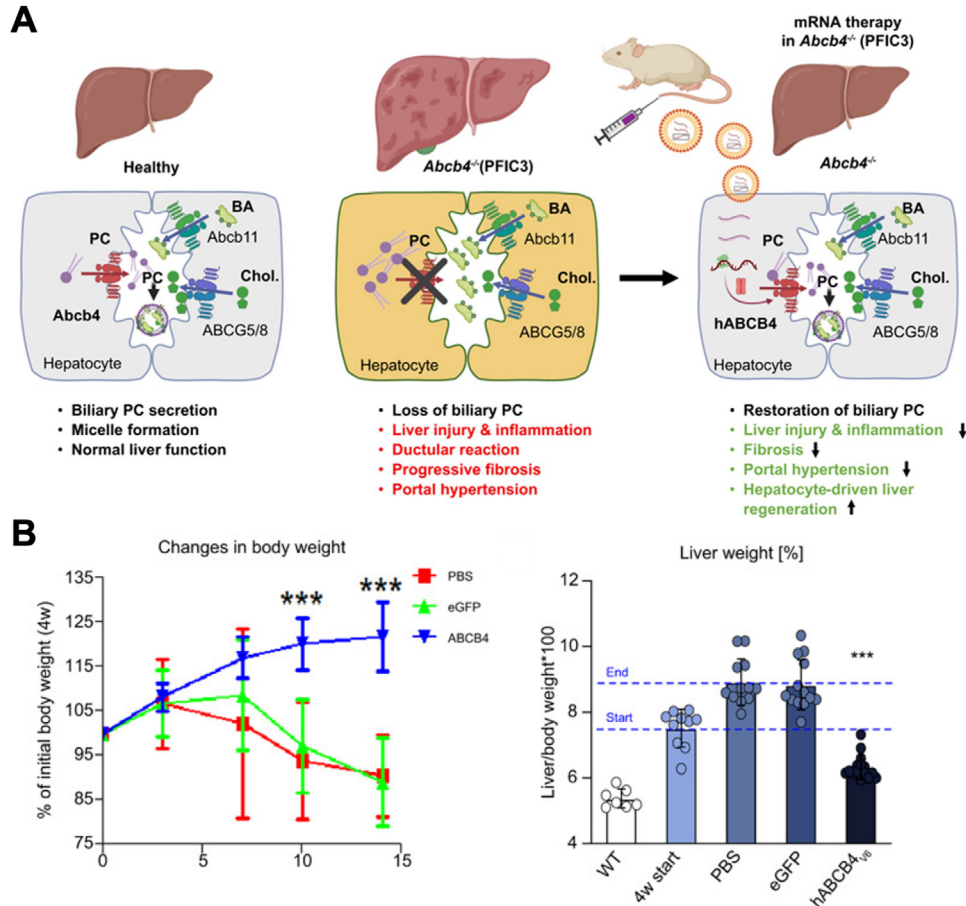 A
mRNA therapy
in Abcb4-/- (PFIC3)
Healthy
Abcb4-/-(PFIC3)
Abcb4-/-
BA
Abcb11
PC
PC
Chol.
Abcb4
ABCG5/8
Hepatocyte
BA
Abcb11
PC
Chol.
ABCG5/8
Hepatocyte
BA
Abcb11
PC
PC
Chol.
hABCB4
ABCG5/8
Hepatocyte
• Biliary PC secretion
• Micelle formation
• Normal liver function
• Loss of biliary PC
• Liver injury & inflammation
• Ductular reaction
• Progressive fibrosis
• Portal hypertension
• Restoration of biliary PC
• Liver injury & inflammation ↓
• Fibrosis ↓
• Portal hypertension ↓
• Hepatocyte-driven liver
regeneration ↑
B
Changes in body weight
% of initial body weight (4w)
135
125
115
105
95
85
75
0
5
10
15
***
***
PBS
eGFP
ABCB4
Liver weight [%]
Liver/body weight*100
12
10
8
6
4
End
Start
***
WT
4w start
PBS
eGFP
hABCB4V6